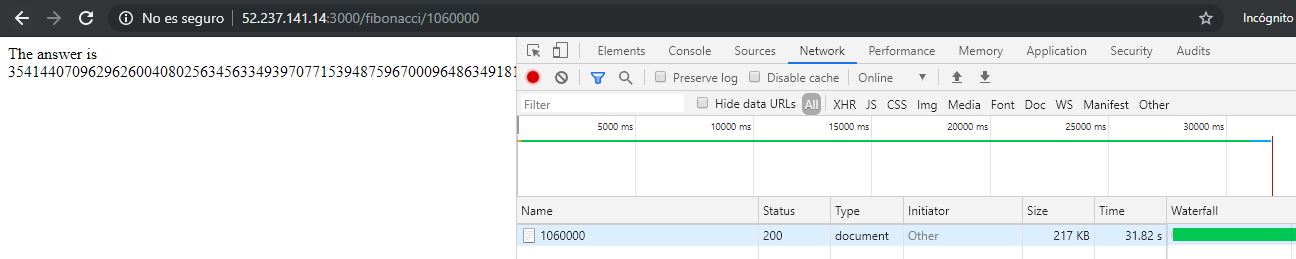 No es seguro | 52.237.141.14:3000/fibonacci/1060000 Incógnito
The answer is
Elements Console Sources Network Performance Memory Application Security Audits
Preserve log Disable cache Online
Filter Hide data URLs All XHR JS CSS Img Media Font Doc WS Manifest Other
5000 ms 10000 ms 15000 ms 20000 ms 25000 ms 30000 ms
Name Status Type Initiator Size Time Waterfall
1060000 200 document Other 217 KB 31.82 s